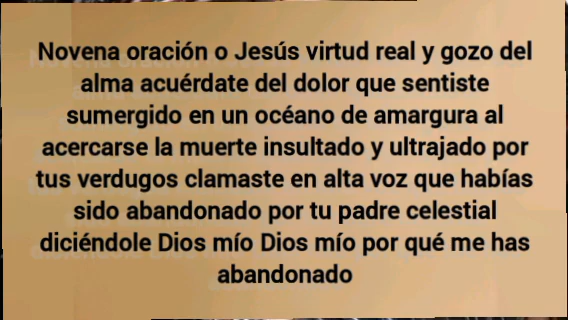 Novena oración o Jesús virtud real y gozo del
alma acuérdate del dolor que sentiste
sumergido en un océano de amargura al
acercarse la muerte insultado y ultrajado por
tus verdugos clamaste en alta voz que habías
sido abandonado por tu padre celestial
diciéndole Dios mío Dios mío por qué me has
abandonado